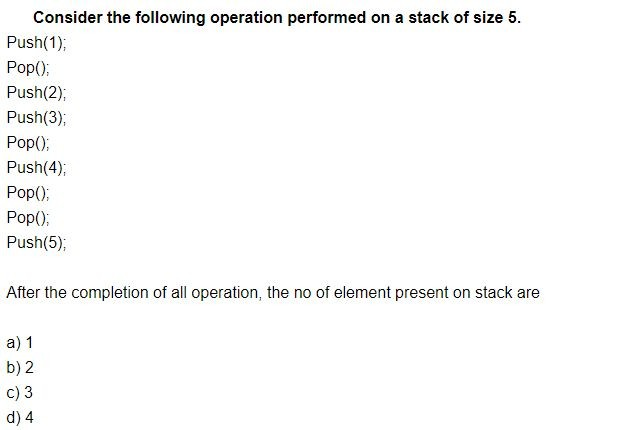 Consider the following operation performed on a stack of size 5.
Push(1);
Pop();
Push(2);
Push(3);
Pop();
Push(4);
Pop();
Pop();
Push(5);
After the completion of all operation, the no of element present on stack are
a) 1
b) 2
c) 3
d) 4